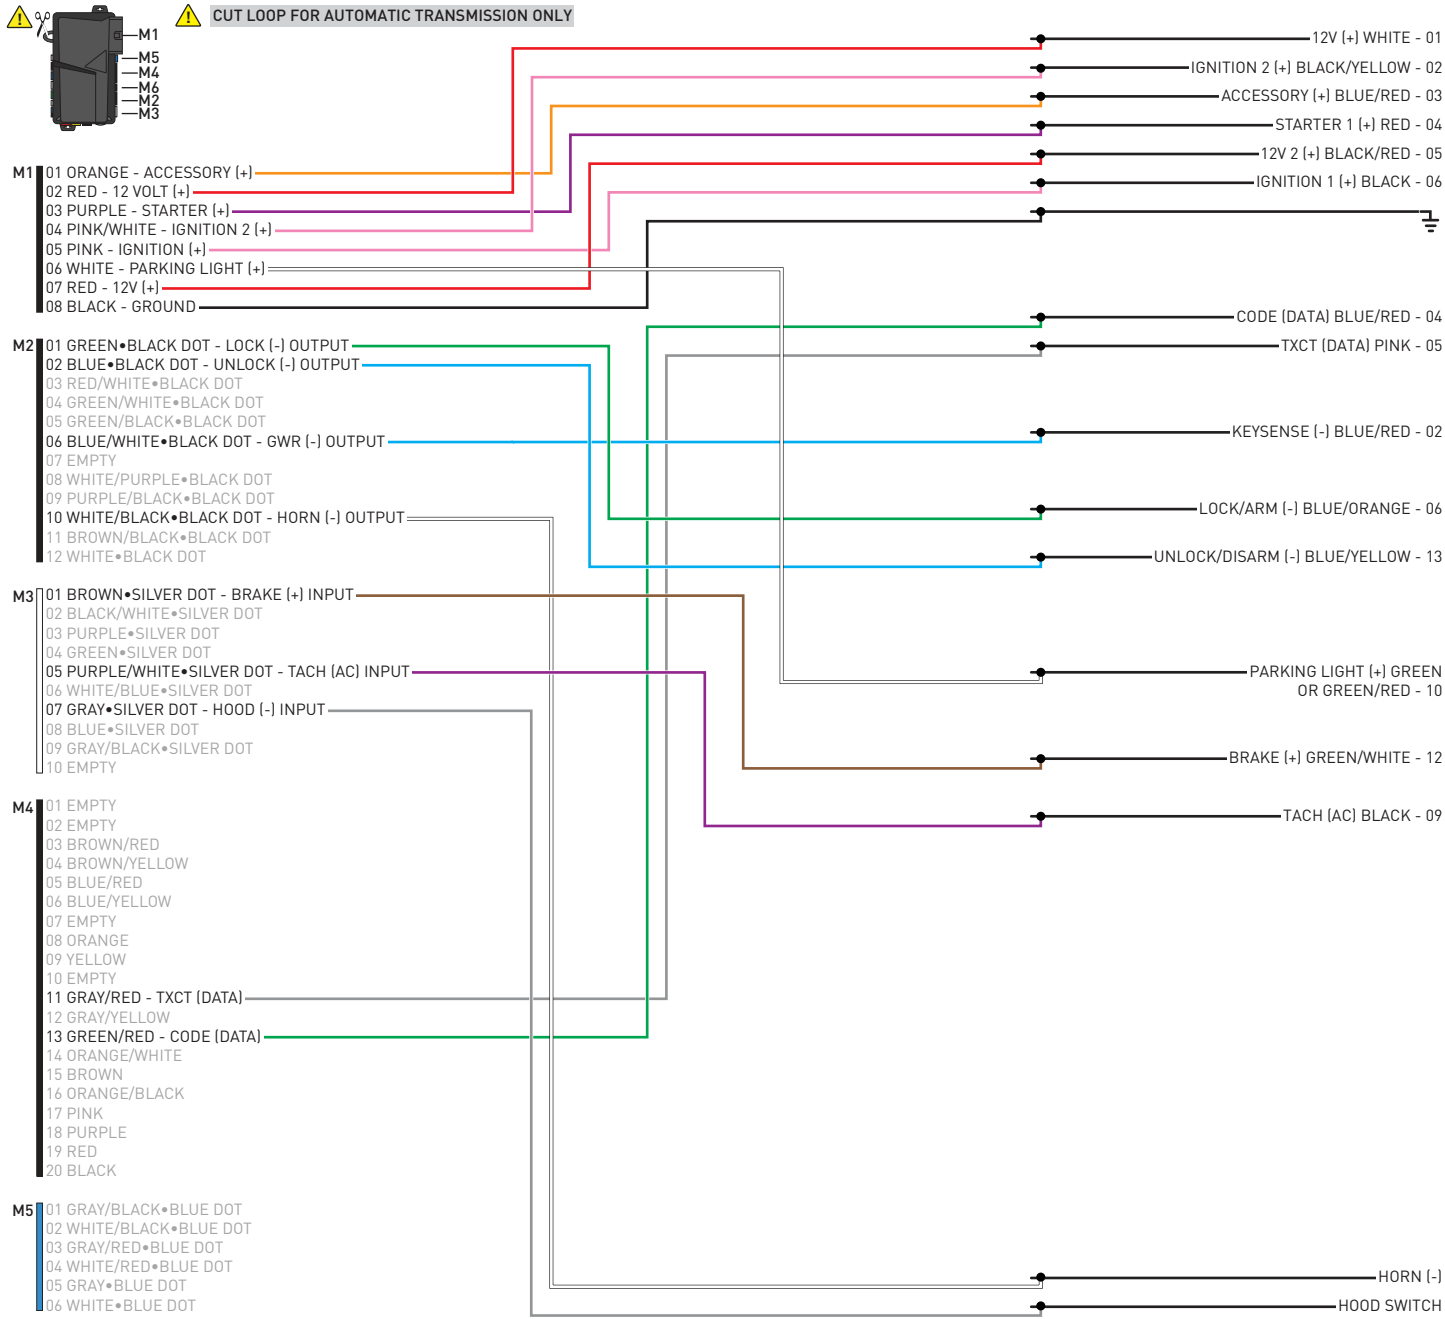 CUT LOOP FOR AUTOMATIC TRANSMISSION ONLY
M1
M5
M4
M6
M2
M3
M1
01 ORANGE - ACCESSORY (+)
02 RED - 12 VOLT (+)
03 PURPLE - STARTER (+)
04 PINK/WHITE - IGNITION 2 (+)
05 PINK - IGNITION (+)
06 WHITE - PARKING LIGHT (+)
07 RED - 12V (+)
08 BLACK - GROUND
M2
01 GREEN•BLACK DOT - LOCK (-) OUTPUT
02 BLUE•BLACK DOT - UNLOCK (-) OUTPUT
03 RED/WHITE•BLACK DOT
04 GREEN/WHITE•BLACK DOT
05 GREEN/BLACK•BLACK DOT
06 BLUE/WHITE•BLACK DOT - GWR (-) OUTPUT
07 EMPTY
08 WHITE/PURPLE•BLACK DOT
09 PURPLE/BLACK•BLACK DOT
10 WHITE/BLACK•BLACK DOT - HORN (-) OUTPUT
11 BROWN/BLACK•BLACK DOT
12 WHITE•BLACK DOT
M3
01 BROWN•SILVER DOT - BRAKE (+) INPUT
02 BLACK/WHITE•SILVER DOT
03 PURPLE•SILVER DOT
04 GREEN•SILVER DOT
05 PURPLE/WHITE•SILVER DOT - TACH (AC) INPUT
06 WHITE/BLUE•SILVER DOT
07 GRAY•SILVER DOT - HOOD (-) INPUT
08 BLUE•SILVER DOT
09 GRAY/BLACK•SILVER DOT
10 EMPTY
M4
01 EMPTY
02 EMPTY
03 BROWN/RED
04 BROWN/YELLOW
05 BLUE/RED
06 BLUE/YELLOW
07 EMPTY
08 ORANGE
09 YELLOW
10 EMPTY
11 GRAY/RED - TXCT (DATA)
12 GRAY/YELLOW
13 GREEN/RED - CODE (DATA)
14 ORANGE/WHITE
15 BROWN
16 ORANGE/BLACK
17 PINK
18 PURPLE
19 RED
20 BLACK
M5
01 GRAY/BLACK•BLUE DOT
02 WHITE/BLACK•BLUE DOT
03 GRAY/RED•BLUE DOT
04 WHITE/RED•BLUE DOT
05 GRAY•BLUE DOT
06 WHITE•BLUE DOT
12V (+) WHITE - 01
IGNITION 2 (+) BLACK/YELLOW - 02
ACCESSORY (+) BLUE/RED - 03
STARTER 1 (+) RED - 04
12V 2 (+) BLACK/RED - 05
IGNITION 1 (+) BLACK - 06
CODE (DATA) BLUE/RED - 04
TXCT (DATA) PINK - 05
KEYSENSE (-) BLUE/RED - 02
LOCK/ARM (-) BLUE/ORANGE - 06
UNLOCK/DISARM (-) BLUE/YELLOW - 13
PARKING LIGHT (+) GREEN
OR GREEN/RED - 10
BRAKE (+) GREEN/WHITE - 12
TACH (AC) BLACK - 09
HORN (-)
HOOD SWITCH